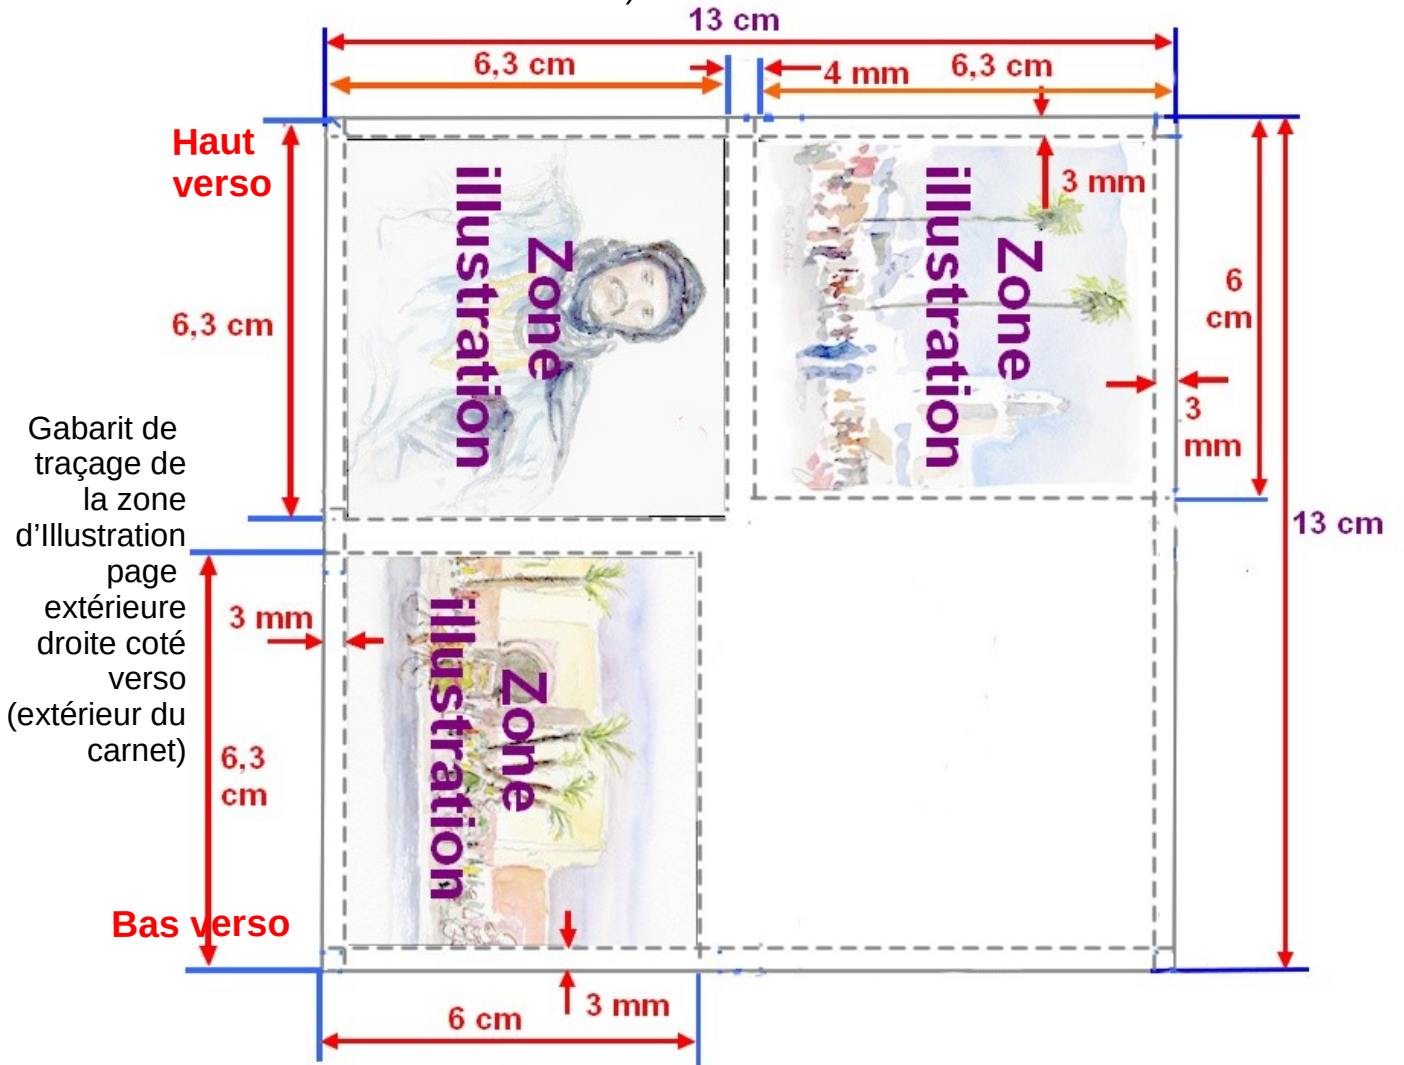 )
13 cm
6,3 cm
4 mm
6,3 cm
Haut
verso
3 mm
Zone
illustration
Zone
illustration
6
cm
6,3 cm
3
mm
Gabarit de
traçage de
la zone
d’Illustration
page
extérieure
droite coté
verso
(extérieur du
carnet)
13 cm
3 mm
Zone
illustration
6,3
cm
Bas verso
3 mm
6 cm